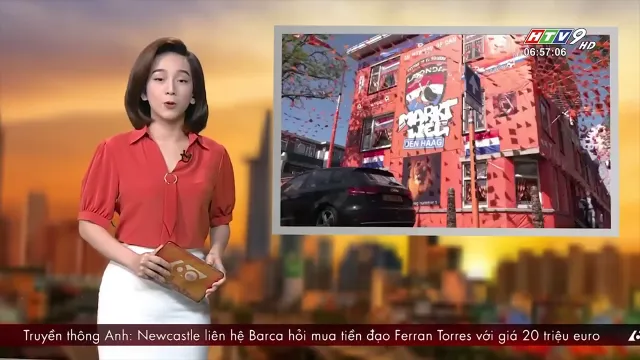 HTV9 HD
06:57:06
ORANJE
MARKT
WEG
DEN HAAG
Truyền thông Anh: Newcastle liên hệ Barca hỏi mua tiền đạo Ferran Torres với giá 20 triệu euro